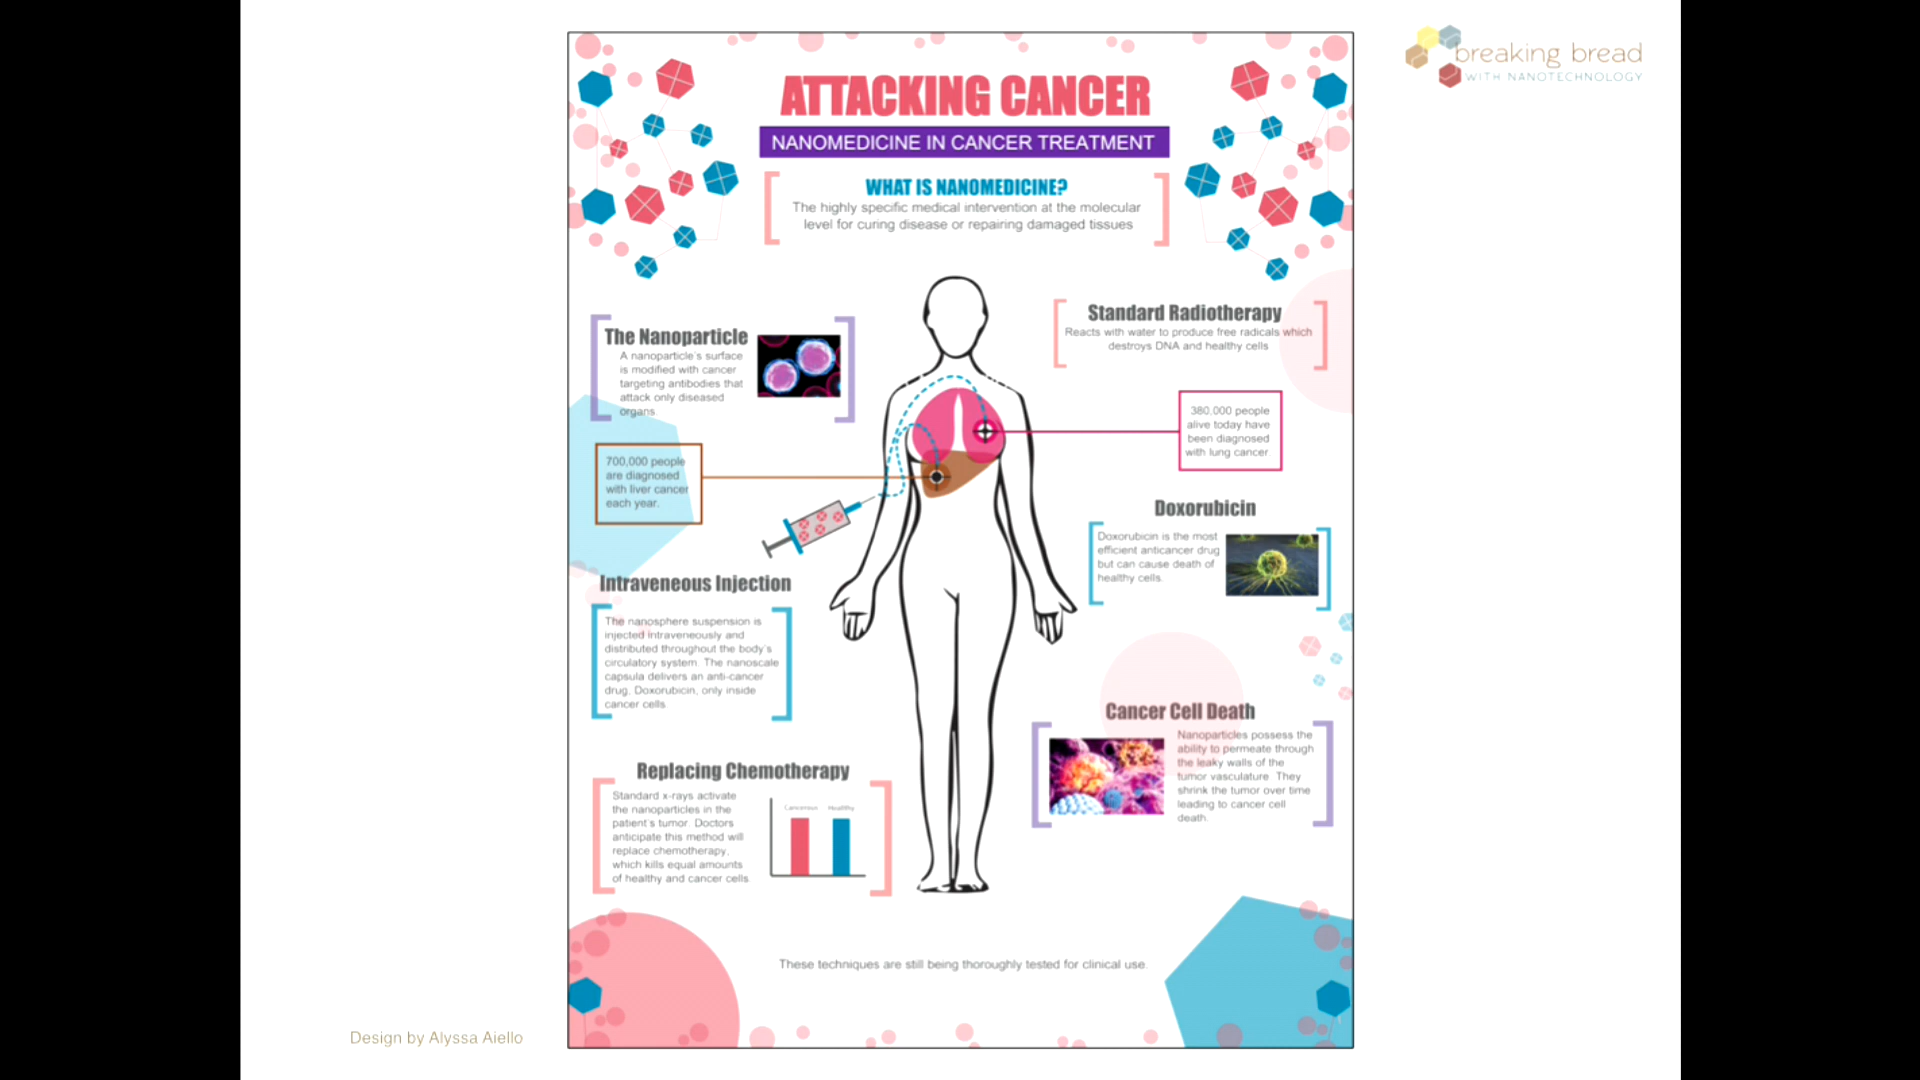 breaking bread
WITH NANOTECHNOLOGY
ATTACKING CANCER
NANOMEDICINE IN CANCER TREATMENT
WHAT IS NANOMEDICINE?
The highly specific medical intervention at the molecular
level for curing disease or repairing damaged tissues
The Nanoparticle
A nanoparticle's surface
is modified with cancer
targeting antibodies that
attack only diseased
organs.
700,000 people
are diagnosed
with liver cancer
each year.
Intraveneous Injection
The nanosphere suspension is
injected intraveneously and
distributed throughout the body's
circulatory system. The nanoscale
capsula delivers an anti-cancer
drug, Doxorubicin, only inside
cancer cells.
Replacing Chemotherapy
Standard x-rays activate
the nanoparticles in the
patient's tumor. Doctors
anticipate this method will
replace chemotherapy,
which kills equal amounts
of healthy and cancer cells.
Cancerous Healthy
Standard Radiotherapy
Reacts with water to produce free radicals which
destroys DNA and healthy cells
380,000 people
alive today have
been diagnosed
with lung cancer.
Doxorubicin
Doxorubicin is the most
efficient anticancer drug
but can cause death of
healthy cells.
Cancer Cell Death
Nanoparticles possess the
ability to permeate through
the leaky walls of the
tumor vasculature. They
shrink the tumor over time
leading to cancer cell
death.
These techniques are still being thoroughly tested for clinical use.
Design by Alyssa Aiello